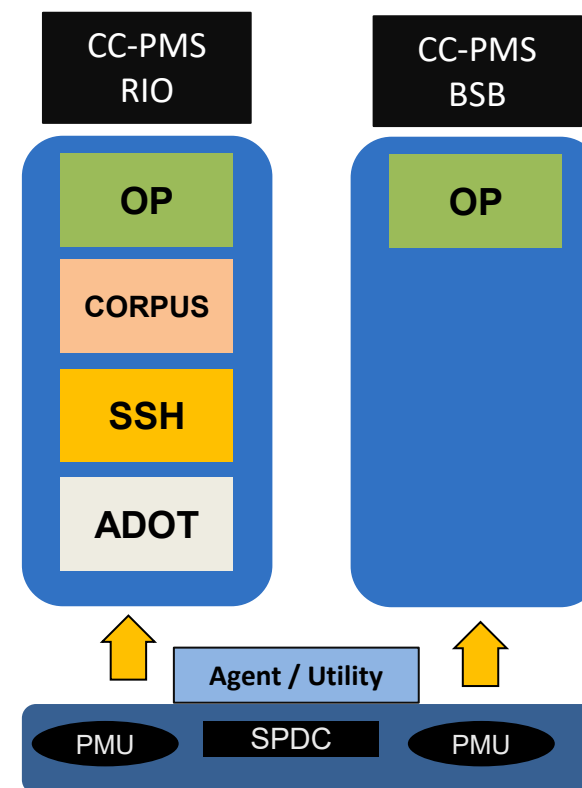 CC-PMS
RIO
CC-PMS
BSB
OP
CORPUS
SSH
ADOT
OP
Agent / Utility
PMU
SPDC
PMU